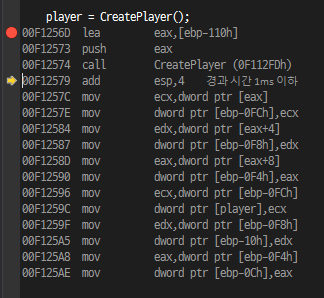 player = CreatePlayer();
00F1256D lea eax,[ebp-110h]
00F12573 push eax
00F12574 call CreatePlayer (0F112FDh)
00F12579 add esp,4 경과 시간 1ms 이하
00F1257C mov ecx,dword ptr [eax]
00F1257E mov dword ptr [ebp-0FCh],ecx
00F12584 mov edx,dword ptr [eax+4]
00F12587 mov dword ptr [ebp-0F8h],edx
00F1258D mov eax,dword ptr [eax+8]
00F12590 mov dword ptr [ebp-0F4h],eax
00F12596 mov ecx,dword ptr [ebp-0FCh]
00F1259C mov dword ptr [player],ecx
00F1259F mov edx,dword ptr [ebp-0F8h]
00F125A5 mov dword ptr [ebp-10h],edx
00F125A8 mov eax,dword ptr [ebp-0F4h]
00F125AE mov dword ptr [ebp-0Ch],eax